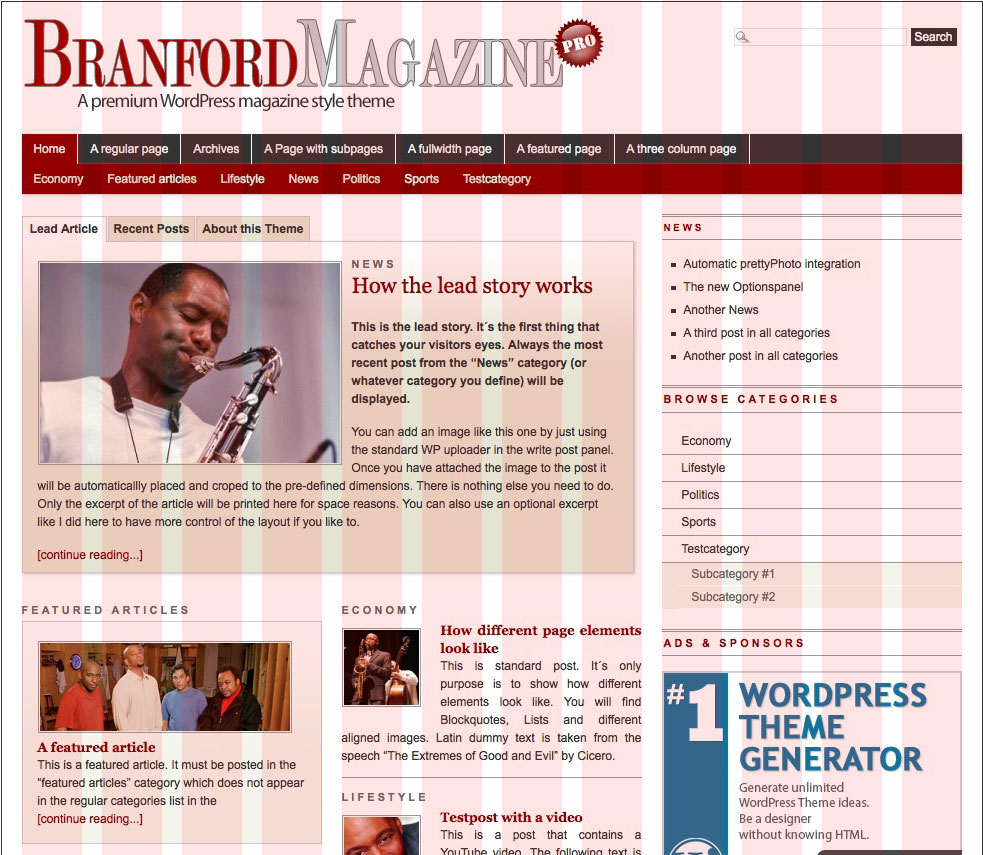 BRANFORDMAGAZINE PRO
A premium WordPress magazine style theme
Search
Home A regular page Archives A Page with subpages A fullwidth page A featured page A three column page
Economy Featured articles Lifestyle News Politics Sports Testcategory
Lead Article Recent Posts About this Theme
NEWS
How the lead story works
This is the lead story. It´s the first thing that
catches your visitors eyes. Always the most
recent post from the “News” category (or
whatever category you define) will be
displayed.
You can add an image like this one by just using
the standard WP uploader in the write post panel.
Once you have attached the image to the post it
will be automaticallly placed and croped to the pre-defined dimensions. There is nothing else you need to do.
Only the excerpt of the article will be printed here for space reasons. You can also use an optional excerpt
like I did here to have more control of the layout if you like to.
[continue reading...]
FEATURED ARTICLES
A featured article
This is a featured article. It must be posted in the
“featured articles” category which does not appear
in the regular categories list in the
[continue reading...]
ECONOMY
How different page elements
look like
This is standard post. It´s only
purpose is to show how different
elements look like. You will find
Blockquotes, Lists and different
aligned images. Latin dummy text is taken from the
speech “The Extremes of Good and Evil” by Cicero.
LIFESTYLE
Testpost with a video
This is a post that contains a
YouTube video. The following text is
NEWS
Automatic prettyPhoto integration
The new Optionspanel
Another News
A third post in all categories
Another post in all categories
BROWSE CATEGORIES
Economy
Lifestyle
Politics
Sports
Testcategory
Subcategory #1
Subcategory #2
ADS & SPONSORS
#1
WORDPRESS
THEME
GENERATOR
Generate unlimited
WordPress Theme ideas.
Be a designer
without knowing HTML.